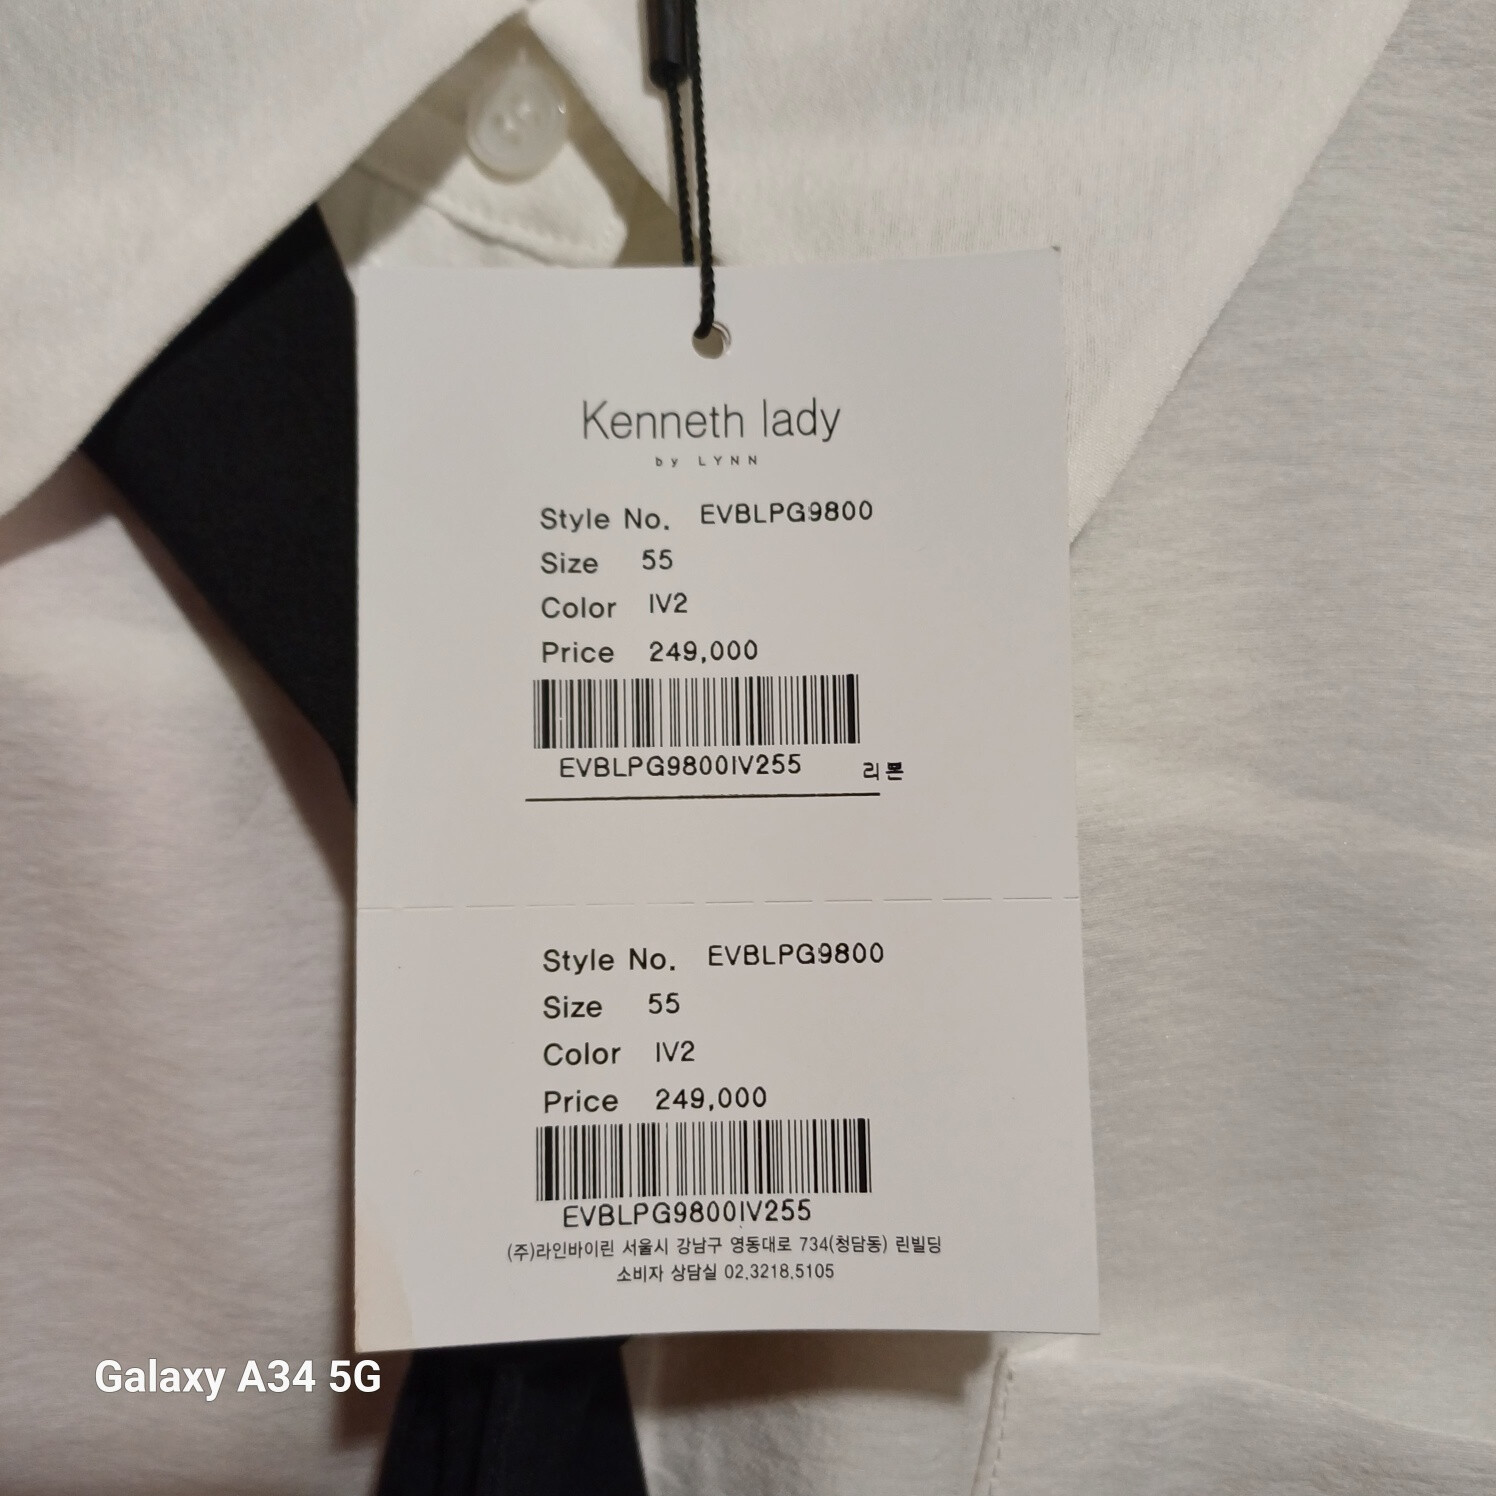 Kenneth lady
by LYNN
Style No. EVBLPG9800
Size 55
Color IV2
Price 249,000
EVBLPG9800IV255 리본
Style No. EVBLPG9800
Size 55
Color IV2
Price 249,000
EVBLPG9800IV255
(주)라인바이린 서울시 강남구 영동대로 734(청담동) 린빌딩
소비자 상담실 02.3218.5105
Galaxy A34 5G